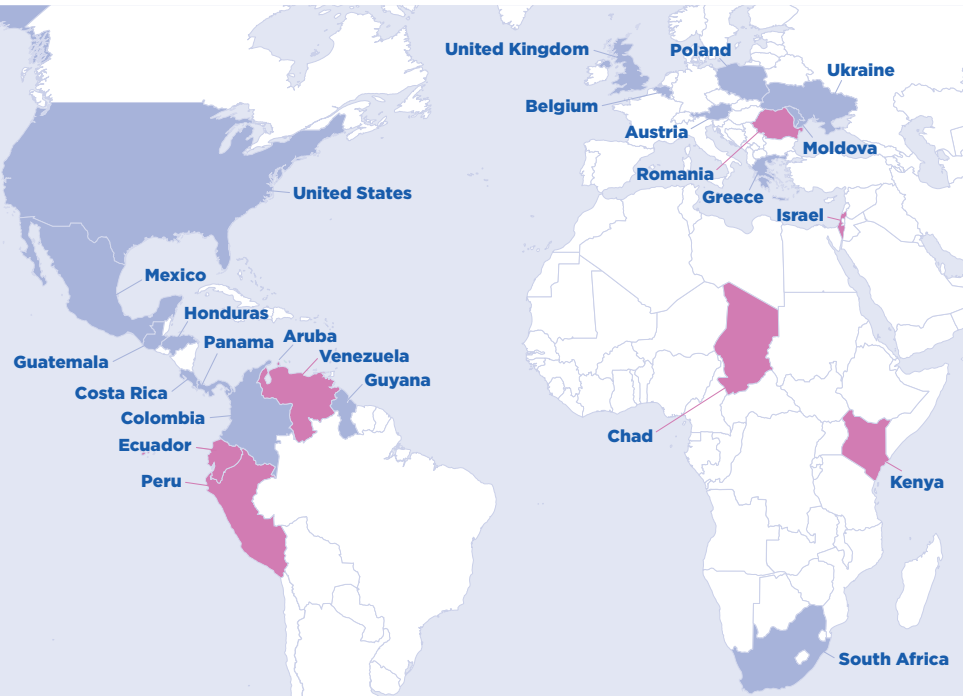 United Kingdom
Poland
Ukraine
Belgium
Austria
Moldova
Romania
Greece
United States
Israel
Mexico
Honduras
Panama
Aruba
Venezuela
Guatemala
Guyana
Costa Rica
Colombia
Ecuador
Chad
Peru
Kenya
South Africa